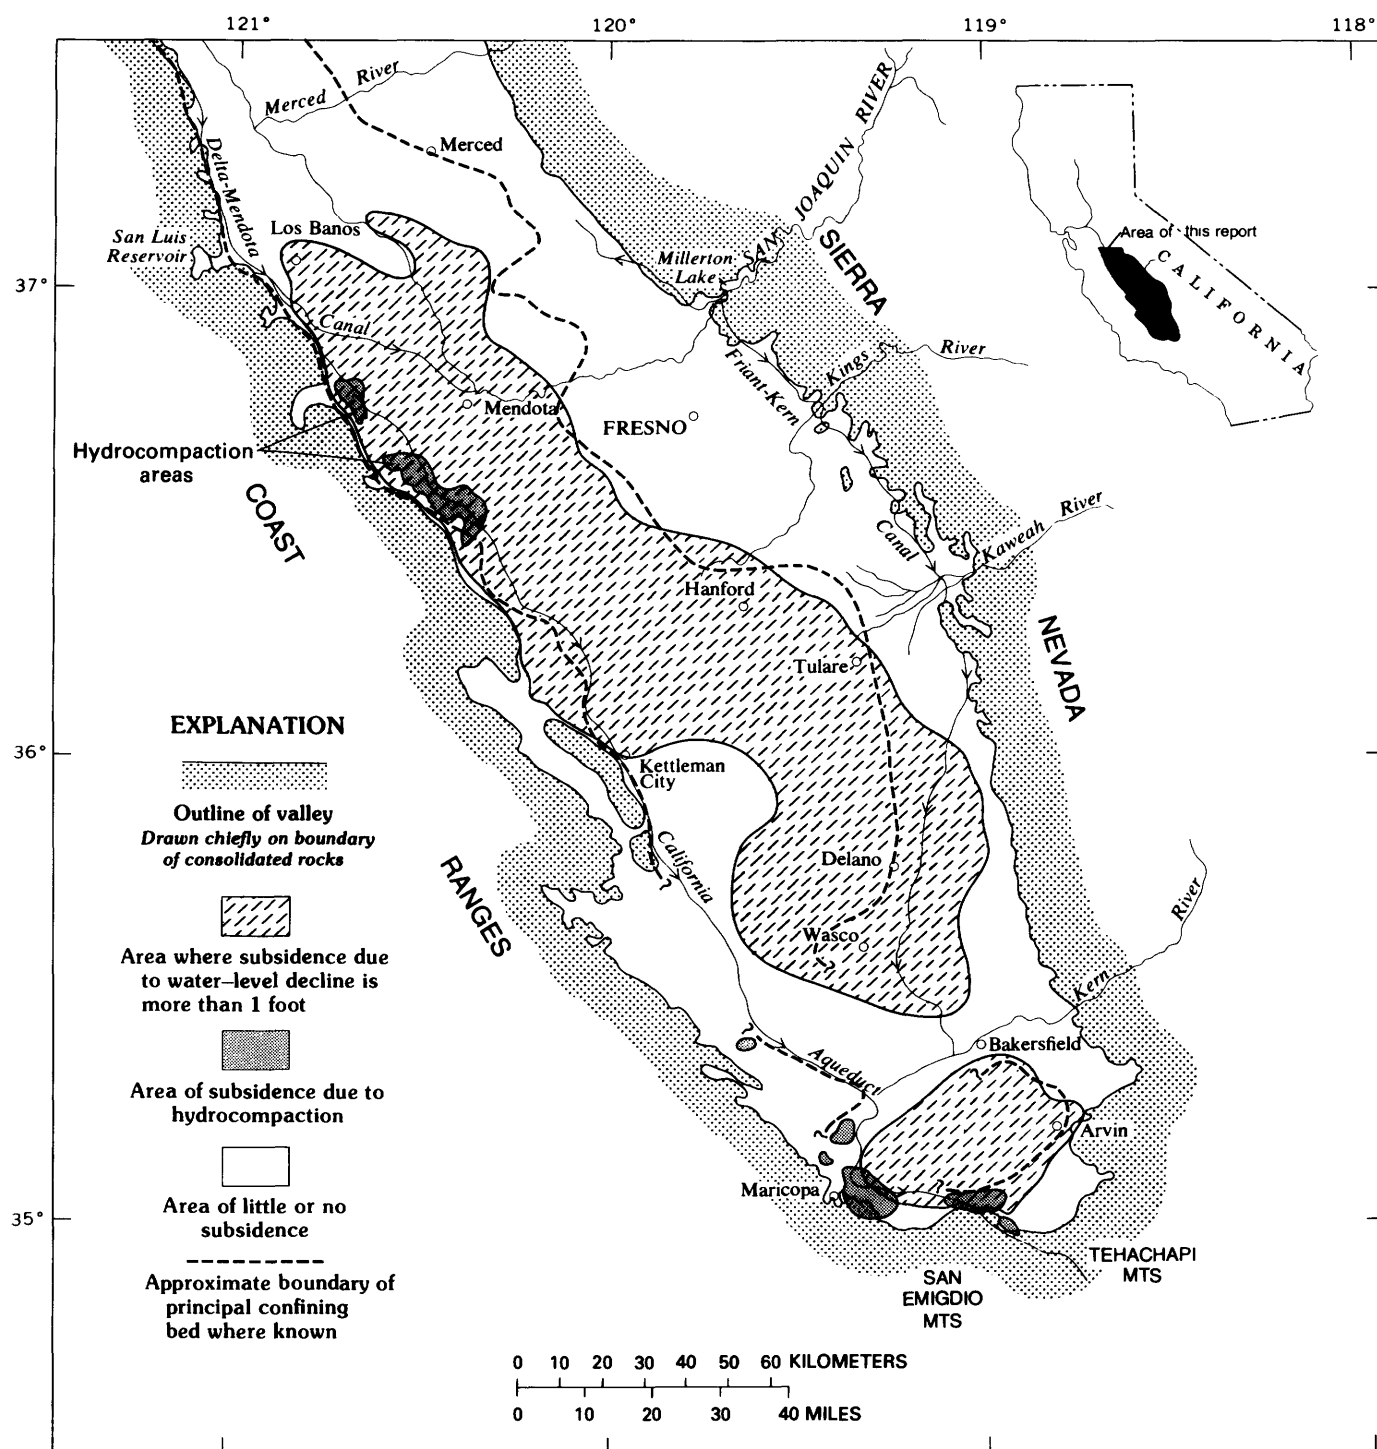 121°
120°
119°
118°
Merced River
Merced
Delta-Mendota
Canal
San Luis
Reservoir
Los Banos
SAN JOAQUIN RIVER
Millerton
Lake
SIERRA
NEVADA
Area of this report
CALIFORNIA
37°
Friant-Kern
Canal
Kings River
Mendota
FRESNO
Hydrocompaction
areas
COAST
RANGES
Kaweah River
Hanford
Tulare
EXPLANATION
36°
Outline of valley
Drawn chiefly on boundary
of consolidated rocks
Kettleman
City
California
Aqueduct
Delano
Wasco
?
?
?
?
?
?
Kern River
Area where subsidence due
to water-level decline is
more than 1 foot
Bakersfield
Arvin
Area of subsidence due to
hydrocompaction
Maricopa
35°
Area of little or no
subsidence
TEHACHAPI
MTS
SAN
EMIGDIO
MTS
Approximate boundary of
principal confining
bed where known
0 10 20 30 40 50 60 KILOMETERS
0 10 20 30 40 MILES